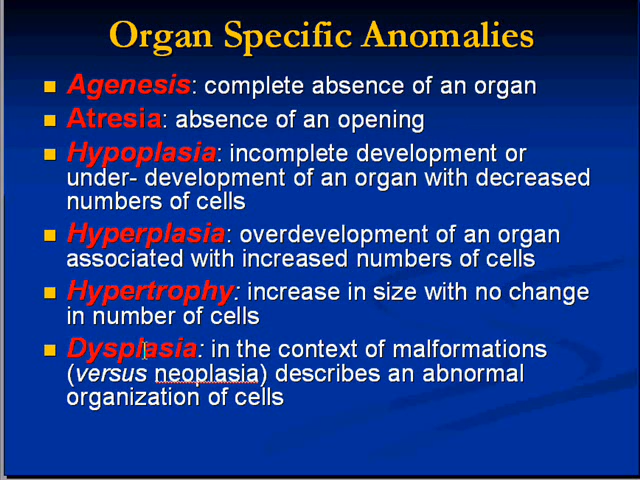 Organ Specific Anomalies
Agenesis: complete absence of an organ
Atresia: absence of an opening
Hypoplasia: incomplete development or
under- development of an organ with decreased
numbers of cells
Hyperplasia: overdevelopment of an organ
associated with increased numbers of cells
Hypertrophy: increase in size with no change
in number of cells
Dysplasia: in the context of malformations
(versus neoplasia) describes an abnormal
organization of cells